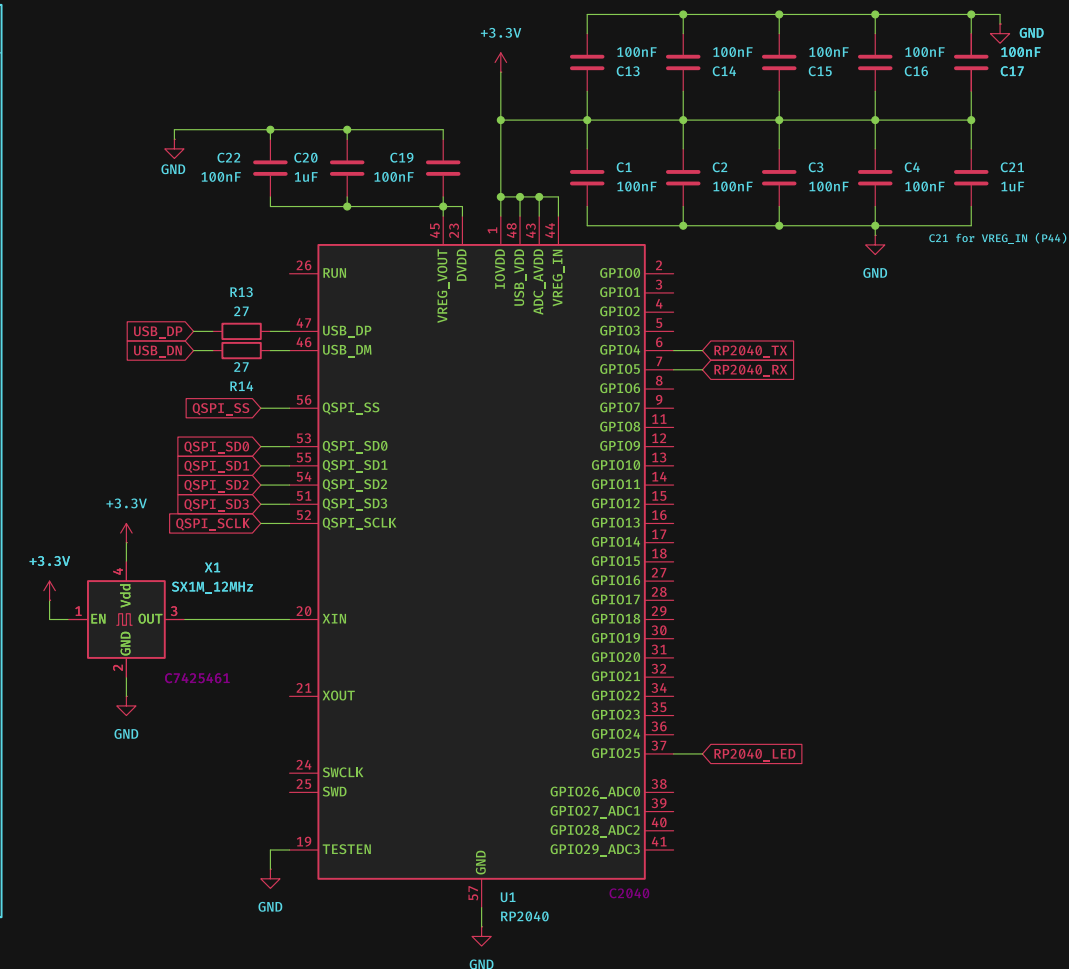 +3.3V
GND
100nF
C13
100nF
C14
100nF
C15
100nF
C16
100nF
C17
GND
C22
100nF
C20
1uF
C19
100nF
C1
100nF
C2
100nF
C3
100nF
C4
100nF
C21
1uF
C21 for VREG_IN (P44)
GND
45
23
1
48
43
44
VREG_VOUT
DVDD
IOVDD
USB_VDD
ADC_AVDD
VREG_IN
26 RUN
R13
27
USB_DP 47 USB_DP
USB_DN 46 USB_DM
27
R14
QSPI_SS 56 QSPI_SS
QSPI_SD0 53 QSPI_SD0
QSPI_SD1 55 QSPI_SD1
QSPI_SD2 54 QSPI_SD2
QSPI_SD3 51 QSPI_SD3
QSPI_SCLK 52 QSPI_SCLK
+3.3V
+3.3V
X1
SX1M_12MHz
4
Vdd
1 EN OUT 3
GND
2
C7425461
GND
20 XIN
21 XOUT
24 SWCLK
25 SWD
19 TESTEN
GND
GPIO0 2
GPIO1 3
GPIO2 4
GPIO3 5
GPIO4 6 RP2040_TX
GPIO5 7 RP2040_RX
GPIO6 8
GPIO7 9
GPIO8 11
GPIO9 12
GPIO10 13
GPIO11 14
GPIO12 15
GPIO13 16
GPIO14 17
GPIO15 18
GPIO16 27
GPIO17 28
GPIO18 29
GPIO19 30
GPIO20 31
GPIO21 32
GPIO22 34
GPIO23 35
GPIO24 36
GPIO25 37 RP2040_LED
GPIO26_ADC0 38
GPIO27_ADC1 39
GPIO28_ADC2 40
GPIO29_ADC3 41
GND
57
U1
RP2040
C2040
GND